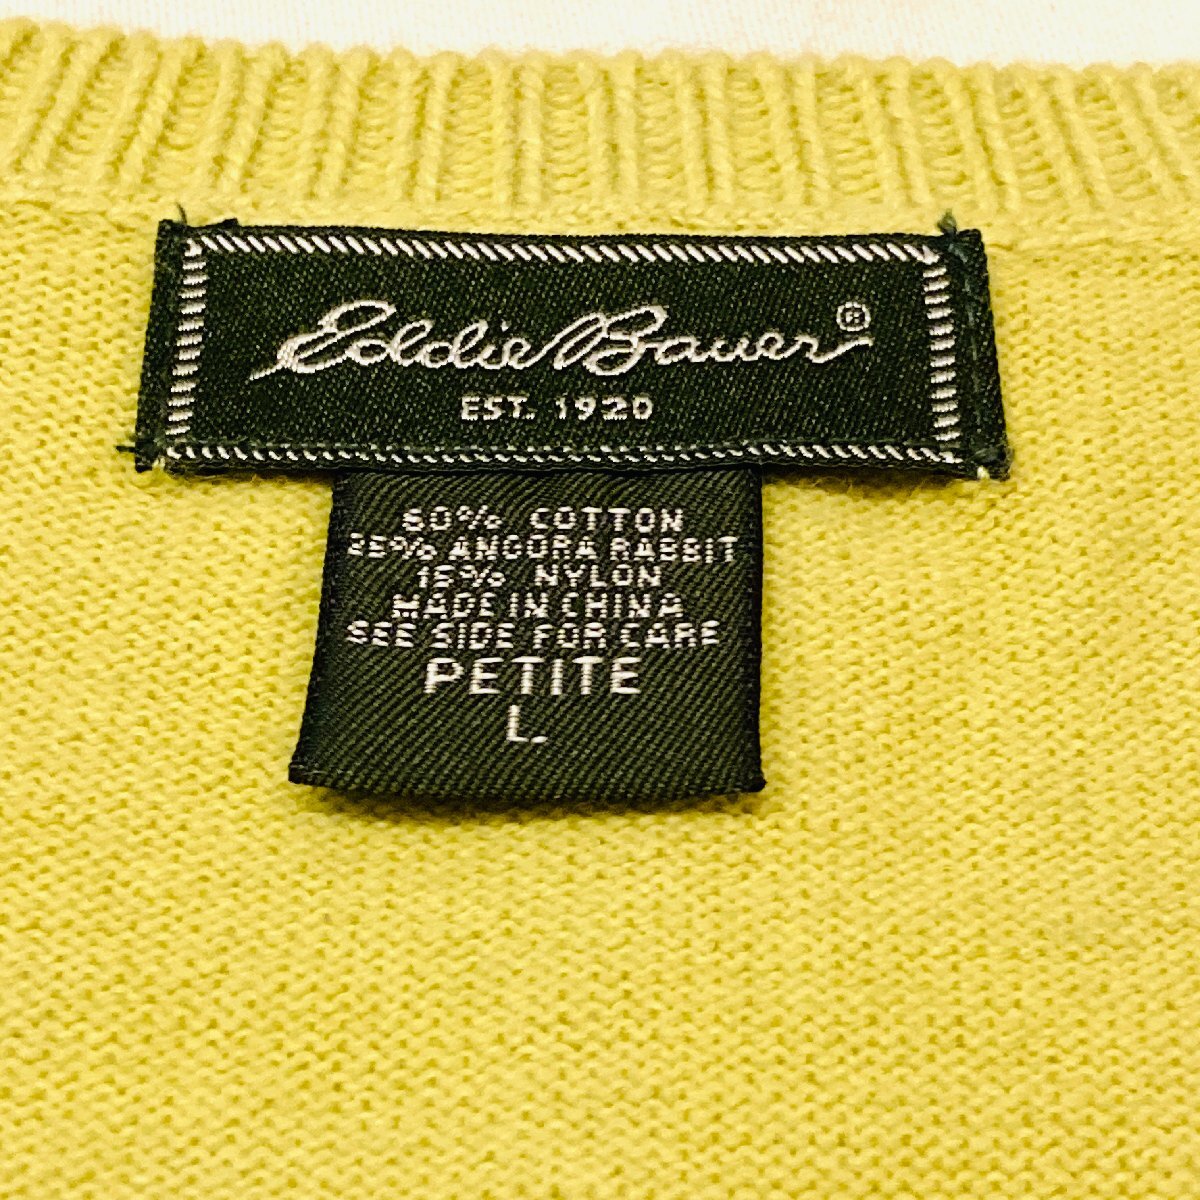 Eddie Bauer®
EST. 1920
60% COTTON
25% ANGORA RABBIT
15% NYLON
MADE IN CHINA
SEE SIDE FOR CARE
PETITE
L.